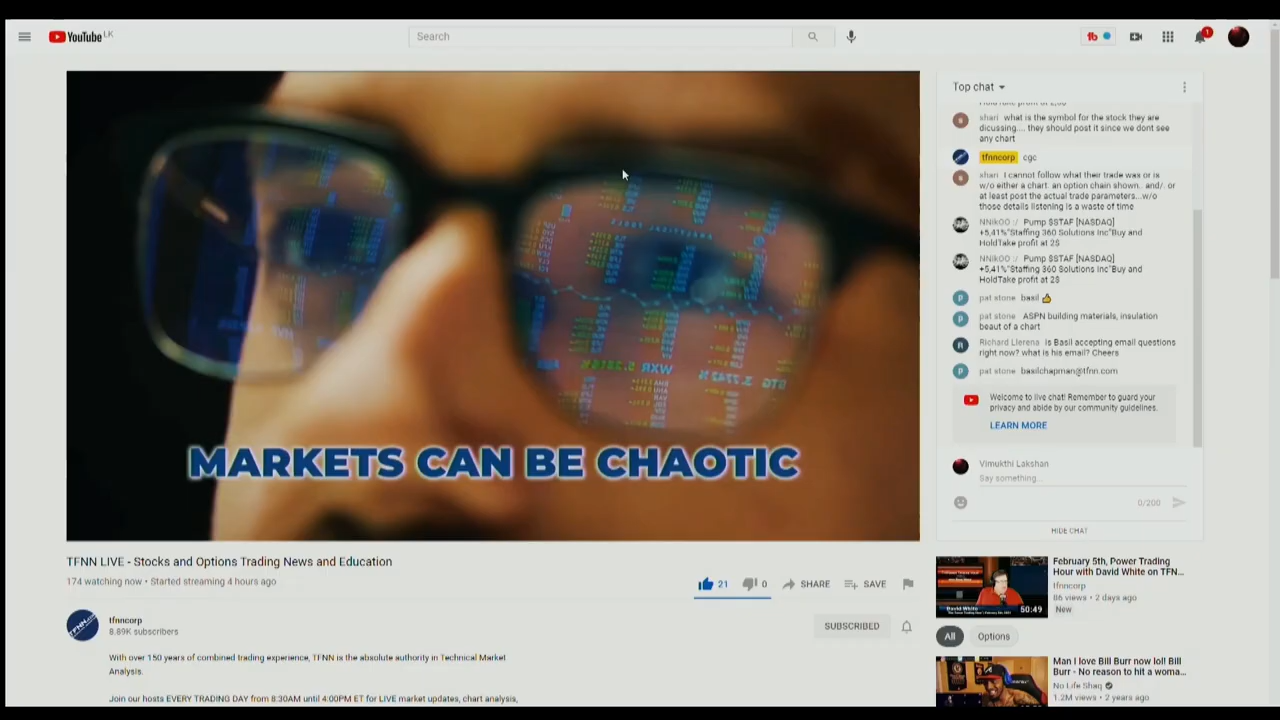 YouTube LK
Search
1
Top chat
shari what is the symbol for the stock they are
dicussing.... they should post it since we dont see
any chart
tfnncorp cgc
shari I cannot follow what their trade was or is
w/o either a chart. an option chain shown.. and/. or
at least post the actual trade parameters...w/o
those details listening is a waste of time
NNikOO :/ Pump $STAF [NASDAQ]
+5,41%"Staffing 360 Solutions Inc"Buy and
HoldTake profit at 2$
NNikOO :/ Pump $STAF [NASDAQ]
+5,41%"Staffing 360 Solutions Inc"Buy and
HoldTake profit at 2$
pat stone basil 👍
pat stone ASPN building materials, insulation
beaut of a chart
Richard Llerena is Basil accepting email questions
right now? what is his email? Cheers
pat stone basilchapman@tfnn.com
Welcome to live chat! Remember to guard your
privacy and abide by our community guidelines.
LEARN MORE
Vimukthi Lakshan
Say something...
0/200
HIDE CHAT
MARKETS CAN BE CHAOTIC
TFNN LIVE - Stocks and Options Trading News and Education
174 watching now • Started streaming 4 hours ago
21
0
SHARE
SAVE
tfnncorp
8.89K subscribers
SUBSCRIBED
With over 150 years of combined trading experience, TFNN is the absolute authority in Technical Market
Analysis.
Join our hosts EVERY TRADING DAY from 8:30AM until 4:00PM ET for LIVE market updates, chart analysis,
February 5th, Power Trading
Hour with David White on TFN...
tfnncorp
86 views • 2 days ago
New
David White
50:49
All
Options
Man I love Bill Burr now lol! Bill
Burr - No reason to hit a woma...
No Life Shaq
1.2M views • 2 years ago